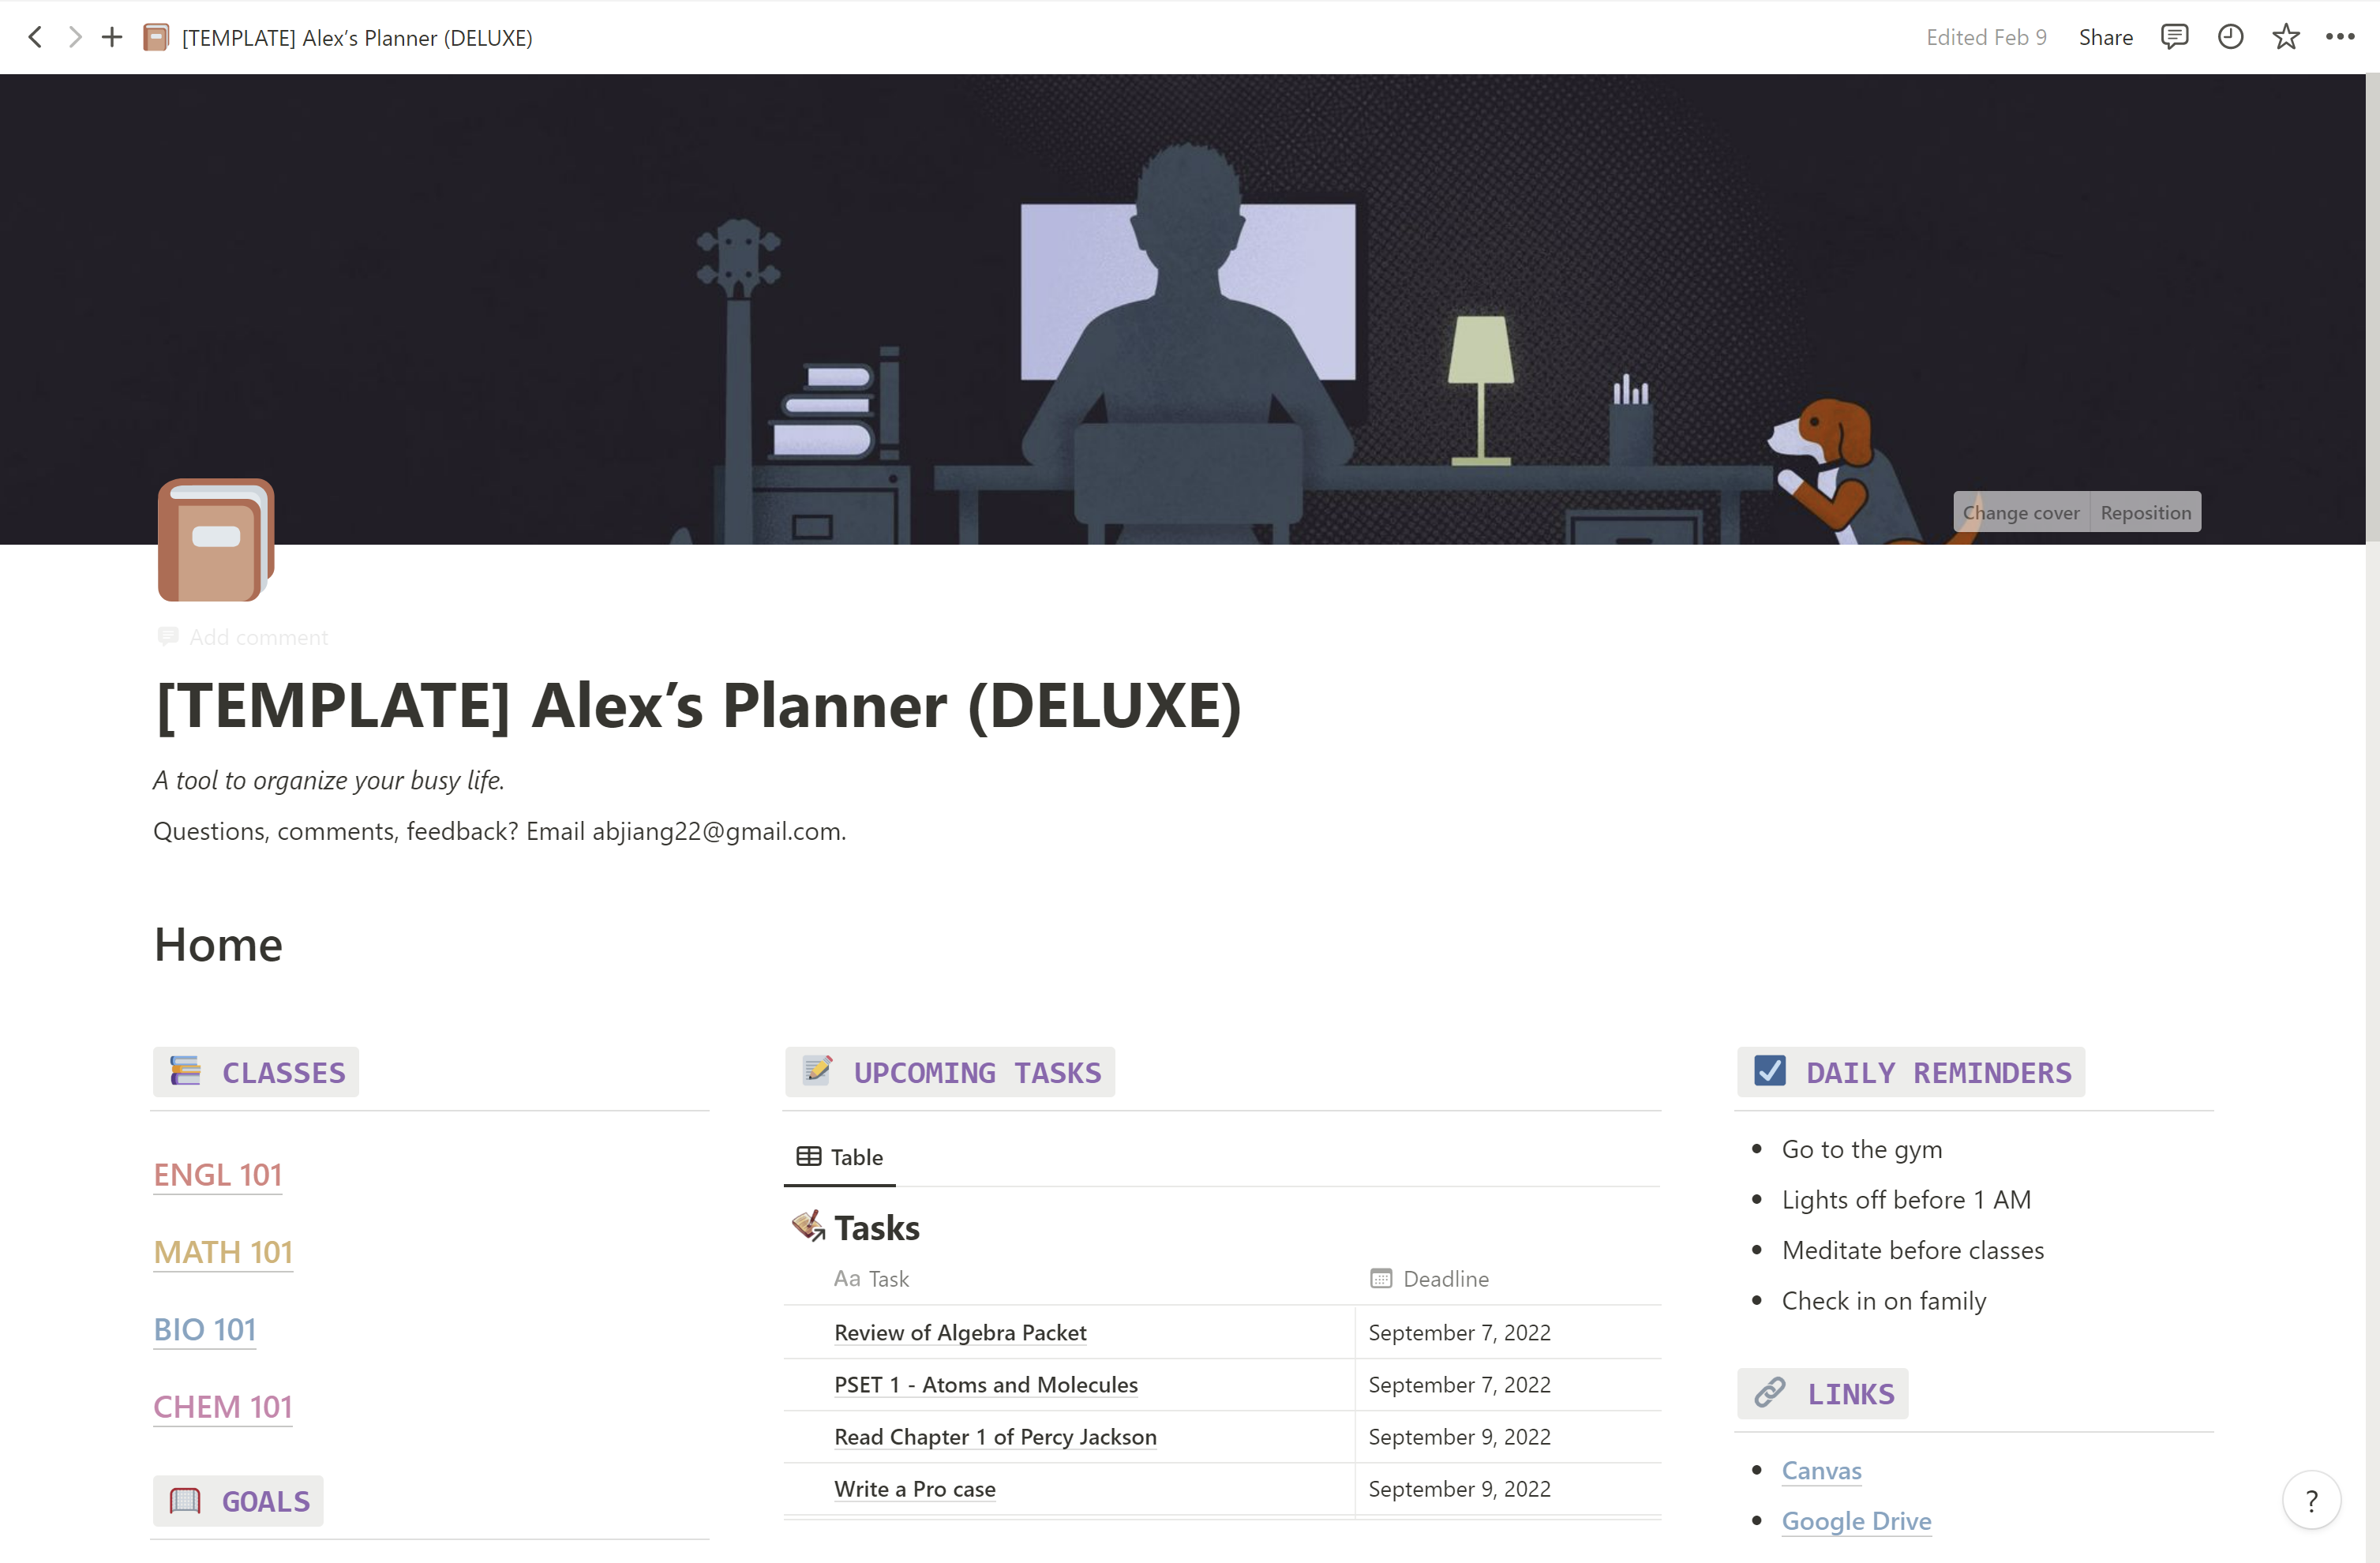 [TEMPLATE] Alex’s Planner (DELUXE)
Edited Feb 9
Share
Change cover
Reposition
Add comment
[TEMPLATE] Alex’s Planner (DELUXE)
A tool to organize your busy life.
Questions, comments, feedback? Email abjiang22@gmail.com.
Home
CLASSES
ENGL 101
MATH 101
BIO 101
CHEM 101
GOALS
UPCOMING TASKS
Table
Tasks
Aa Task Deadline
Review of Algebra Packet September 7, 2022
PSET 1 - Atoms and Molecules September 7, 2022
Read Chapter 1 of Percy Jackson September 9, 2022
Write a Pro case September 9, 2022
DAILY REMINDERS
• Go to the gym
• Lights off before 1 AM
• Meditate before classes
• Check in on family
LINKS
• Canvas
• Google Drive
?